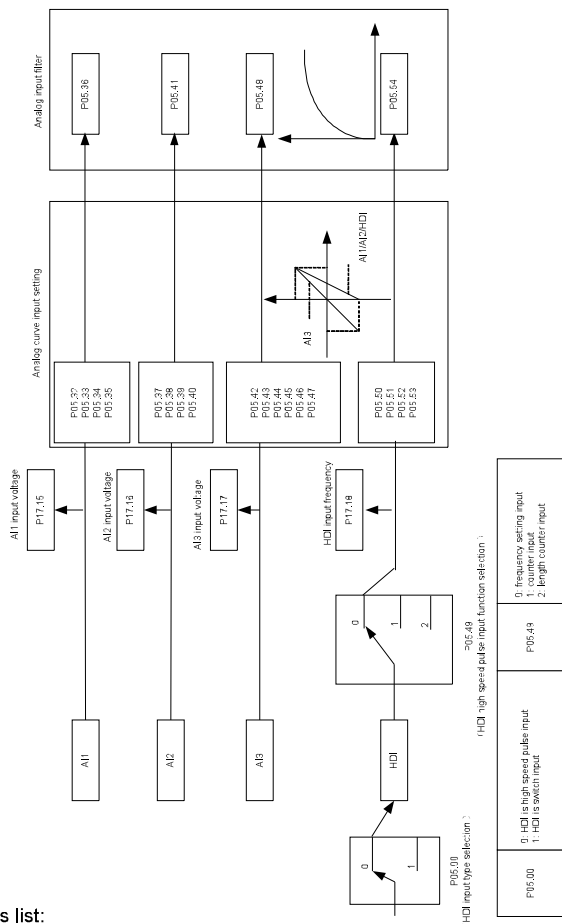 Analog input filter
P05.36
P05.41
P05.48
P05.54
Analog curve input setting
P05.32
P05.33
P05.34
P05.35
P05.37
P05.38
P05.39
P05.40
P05.42
P05.43
P05.44
P05.45
P05.46
P05.47
P05.50
P05.51
P05.52
P05.53
AI3
AI1/AI2/HDI
AI1 input voltage
P17.15
AI2 input voltage
P17.16
AI3 input voltage
P17.17
HDI input frequency
P17.18
0
1
2
P05.49
(HDI high speed pulse input function selection)
AI1
AI2
AI3
HDI
0
1
P05.00
HDI input type selection)
P05.00
0: HDI is high speed pulse input
1: HDI is switch input
P05.49
0: frequency setting input
1: counter input
2: length counter input
s list: